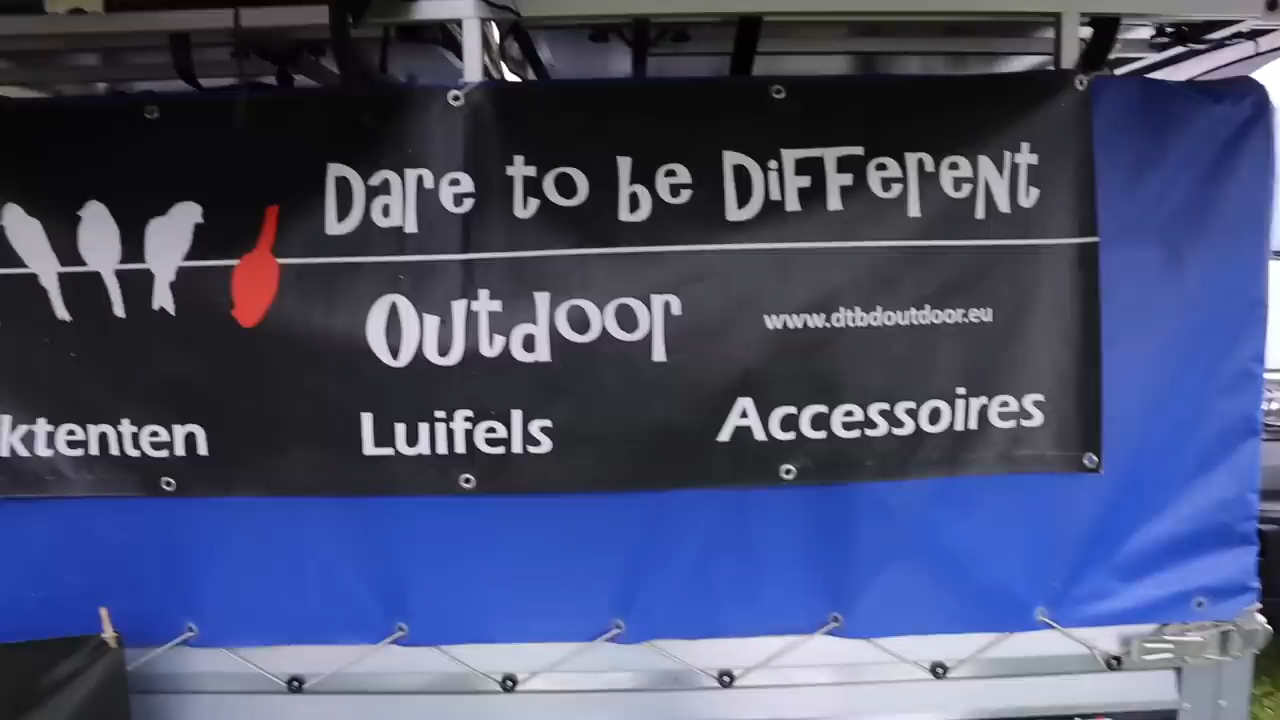 Dare to be Different
Outdoor
www.dtbdoutdoor.eu
ktenten Luifels Accessoires